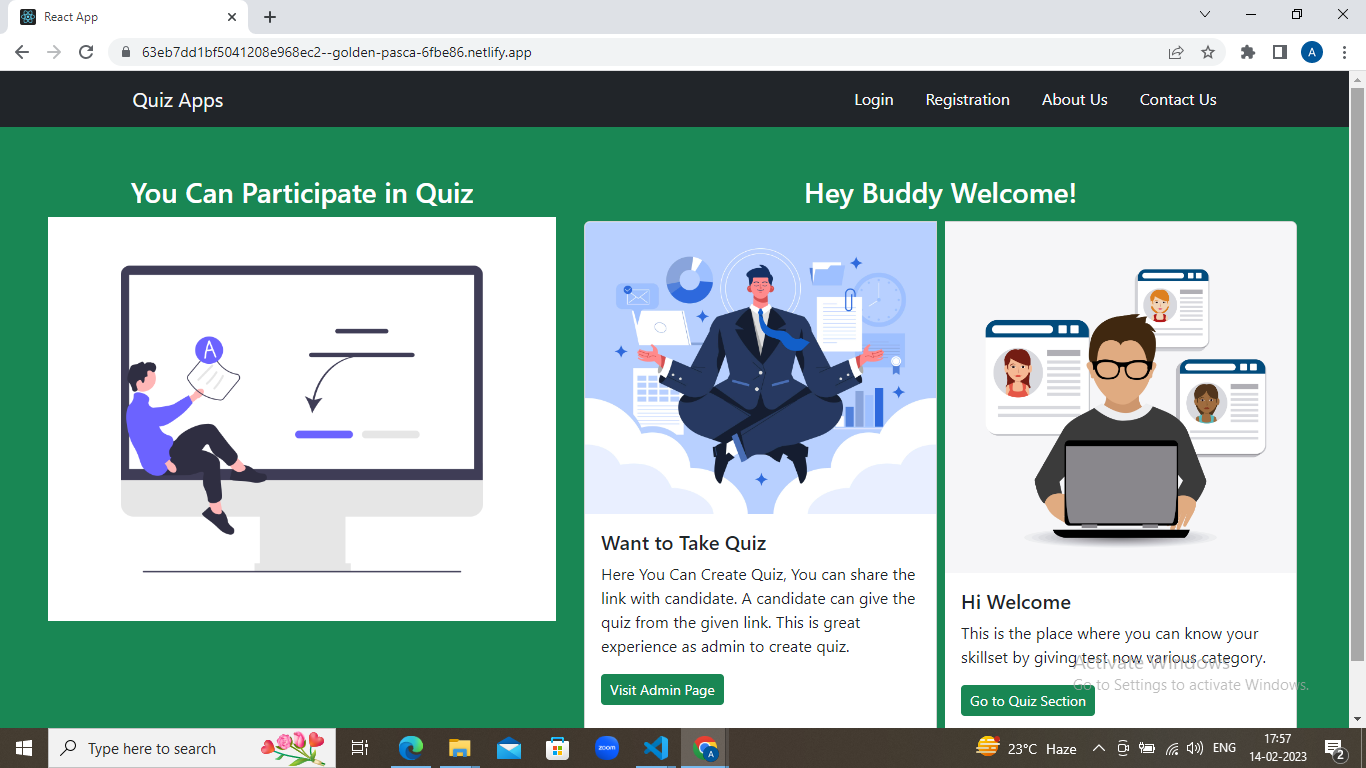 React App
63eb7dd1bf5041208e968ec2--golden-pasca-6fbe86.netlify.app
A
Quiz Apps
Login
Registration
About Us
Contact Us
You Can Participate in Quiz
Hey Buddy Welcome!
A
Want to Take Quiz
Here You Can Create Quiz, You can share the
link with candidate. A candidate can give the
quiz from the given link. This is great
experience as admin to create quiz.
Visit Admin Page
Hi Welcome
This is the place where you can know your
skillset by giving test now various category.
Go to Quiz Section
Activate Windows
Go to Settings to activate Windows.
Type here to search
zoom
A
23°C Haze
ENG
17:57
14-02-2023
2